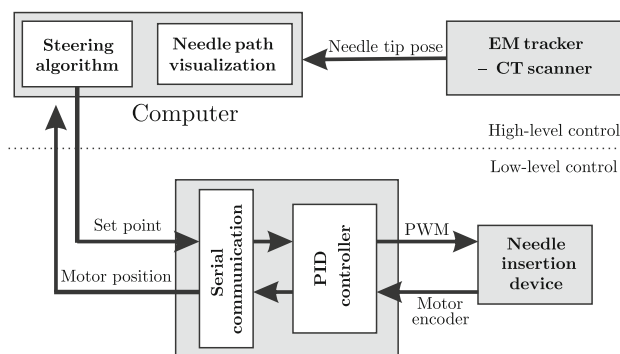 Steering
algorithm
Needle path
visualization
Needle tip pose
EM tracker
– CT scanner
Computer
High-level control
Low-level control
Set point
Motor position
Serial
communication
PID
controller
PWM
Motor
encoder
Needle
insertion
device